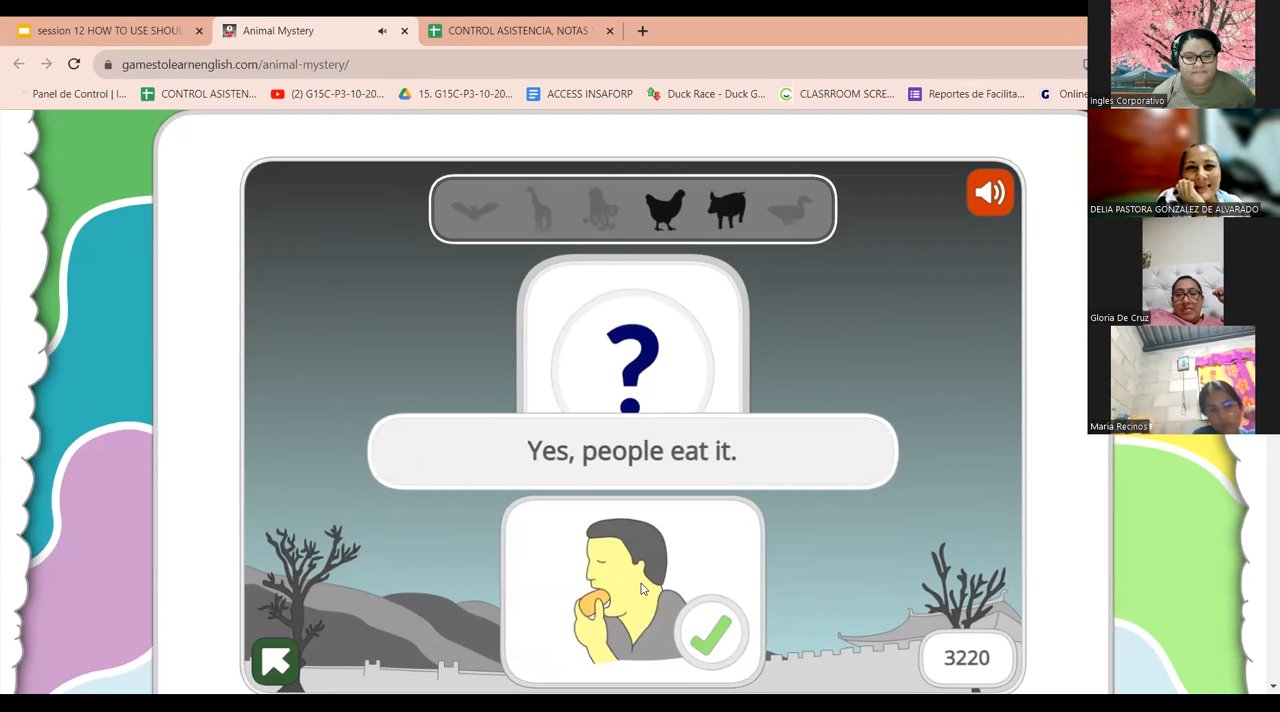 session 12 HOW TO USE SHOUL
Animal Mystery
CONTROL ASISTENCIA, NOTAS
gamestolearnenglish.com/animal-mystery/
Panel de Control | I...
CONTROL ASISTEN...
(2) G15C-P3-10-20...
15. G15C-P3-10-202...
ACCESS INSAFORP
Duck Race - Duck G...
CLASRROOM SCRE...
Reportes de Facilita...
Online
Ingles Corporativo
DELIA PASTORA GONZALEZ DE ALVARADO
Gloria De Cruz
Maria Recinos
?
Yes, people eat it.
3220